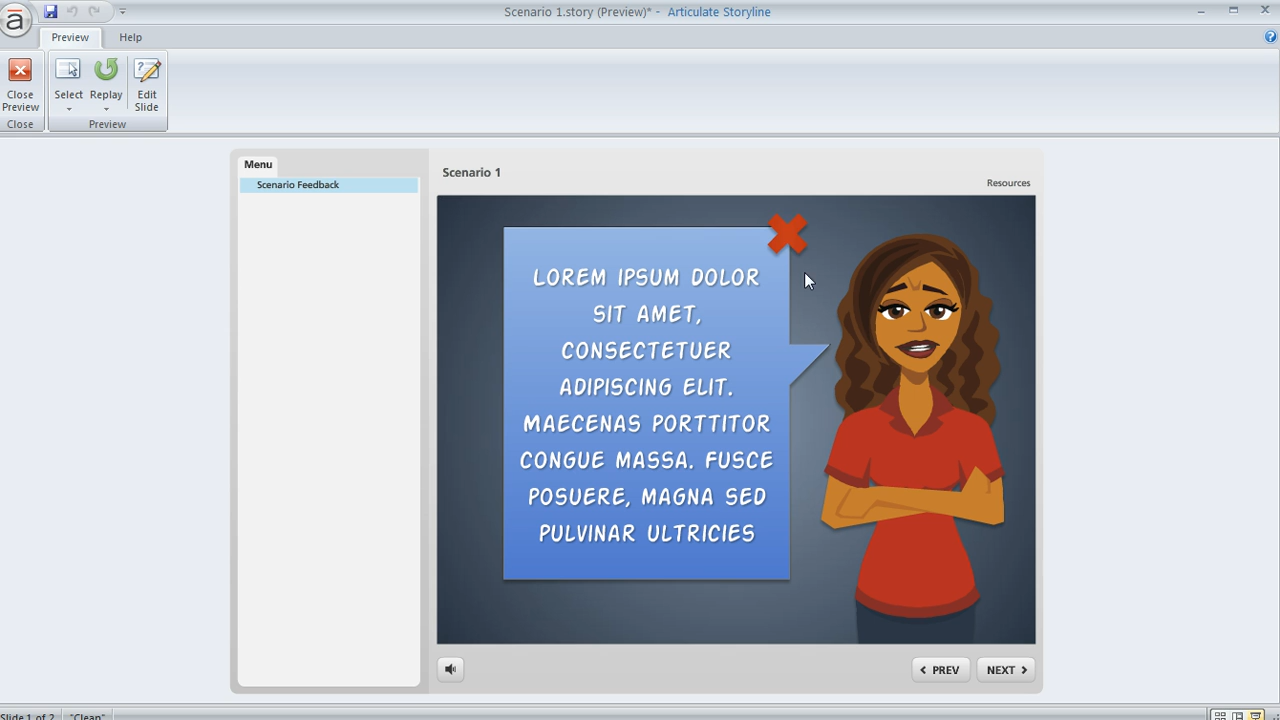 Scenario 1.story (Preview)* - Articulate Storyline
Preview Help
Close Preview
Select
Replay
Edit Slide
Close
Preview
Menu
Scenario Feedback
Scenario 1
Resources
LOREM IPSUM DOLOR
SIT AMET,
CONSECTETUER
ADIPISCING ELIT.
MAECENAS PORTTITOR
CONGUE MASSA. FUSCE
POSUERE, MAGNA SED
PULVINAR ULTRICIES
PREV
NEXT
Slide 1 of 2 "Clean"